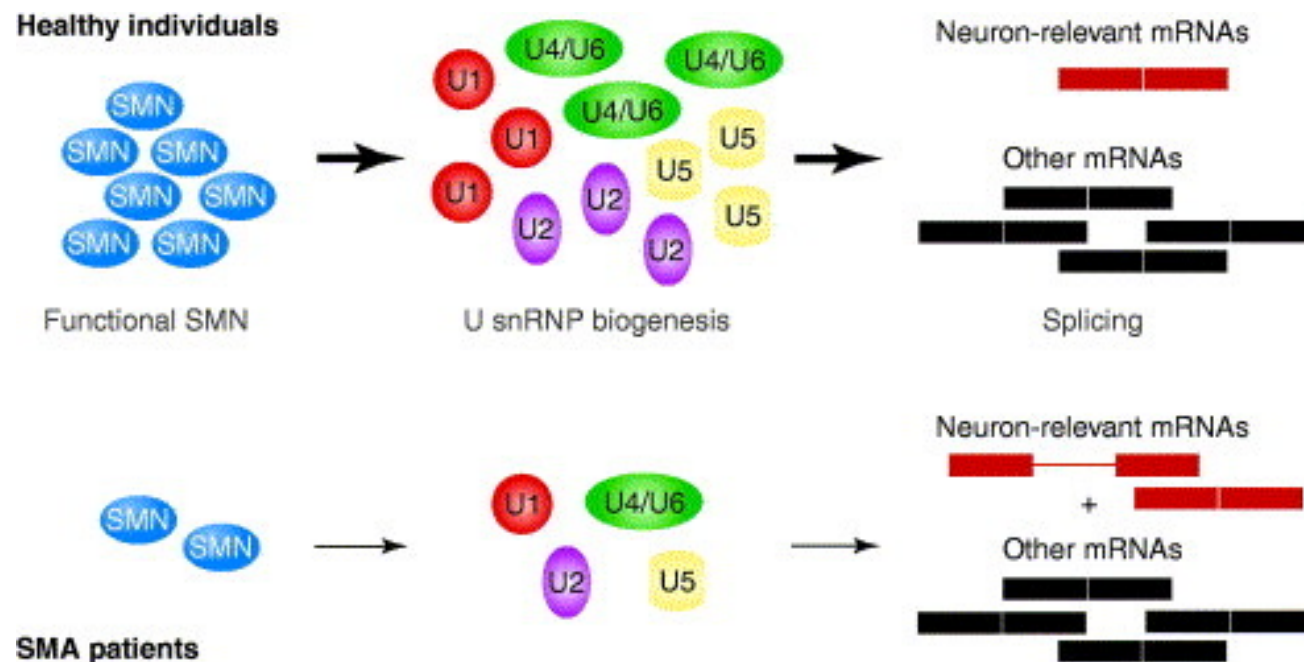 Healthy individuals
Neuron-relevant mRNAs
U4/U6
U4/U6
U1
SMN
U4/U6
U1
U5
SMN SMN
Other mRNAs
U5
SMN SMN
U1
U2
U5
SMN SMN
U2
U2
Functional SMN
U snRNP biogenesis
Splicing
Neuron-relevant mRNAs
U1
U4/U6
+
SMN
SMN
Other mRNAs
U2
U5
SMA patients